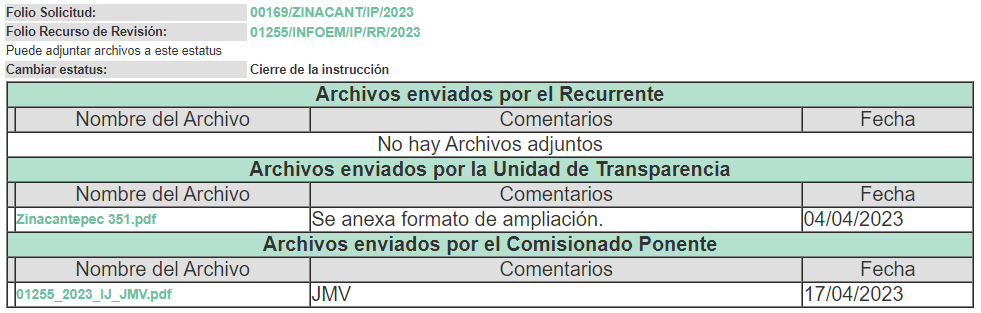 Folio Solicitud: 00169/ZINACANT/IP/2023
Folio Recurso de Revisión: 01255/INFOEM/IP/RR/2023
Puede adjuntar archivos a este estatus
Cambiar estatus: Cierre de la instrucción
Archivos enviados por el Recurrente
Nombre del Archivo Comentarios Fecha
No hay Archivos adjuntos
Archivos enviados por la Unidad de Transparencia
Nombre del Archivo Comentarios Fecha
Zinacantepec 351.pdf Se anexa formato de ampliación. 04/04/2023
Archivos enviados por el Comisionado Ponente
Nombre del Archivo Comentarios Fecha
01255_2023_IJ_JMV.pdf JMV 17/04/2023